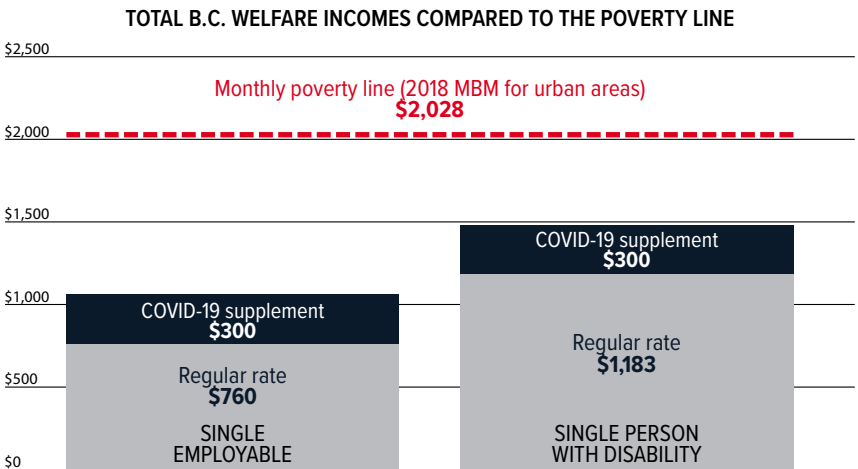 TOTAL B.C. WELFARE INCOMES COMPARED TO THE POVERTY LINE
$2,500
Monthly poverty line (2018 MBM for urban areas)
$2,028
$2,000
$1,500
COVID-19 supplement
$300
$1,000
COVID-19 supplement
$300
Regular rate
$1,183
Regular rate
$760
$500
SINGLE
EMPLOYABLE
SINGLE PERSON
WITH DISABILITY
$0